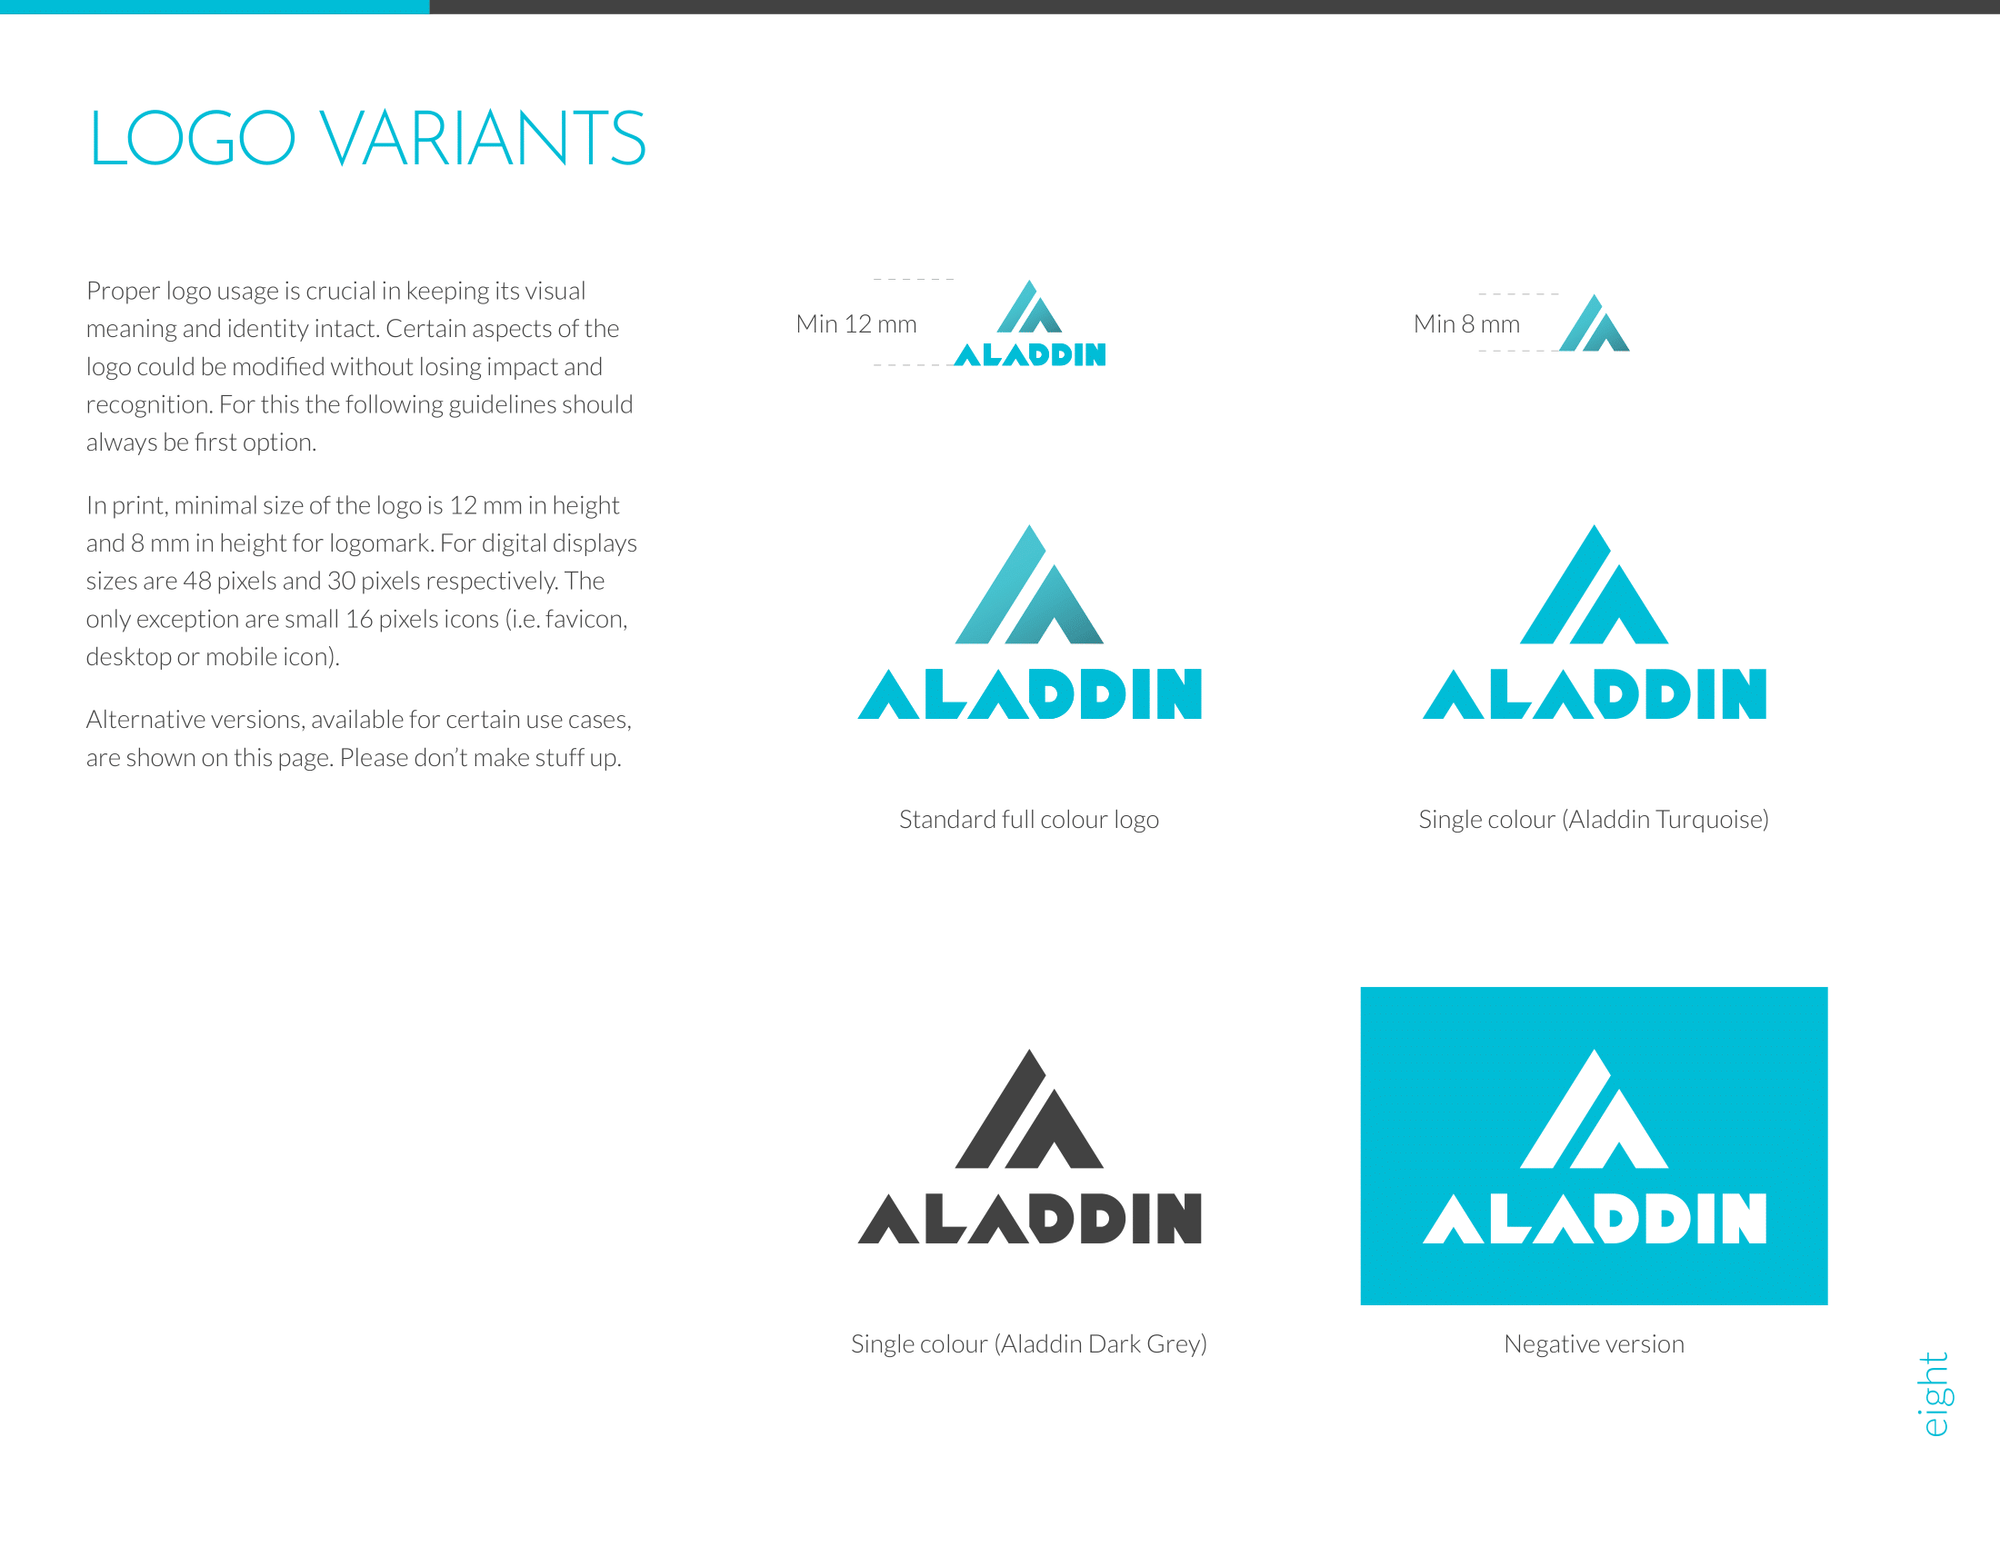 LOGO VARIANTS
Proper logo usage is crucial in keeping its visual
meaning and identity intact. Certain aspects of the
logo could be modified without losing impact and
recognition. For this the following guidelines should
always be first option.
In print, minimal size of the logo is 12 mm in height
and 8 mm in height for logomark. For digital displays
sizes are 48 pixels and 30 pixels respectively. The
only exception are small 16 pixels icons (i.e. favicon,
desktop or mobile icon).
Alternative versions, available for certain use cases,
are shown on this page. Please don’t make stuff up.
Min 12 mm
ALADDIN
Min 8 mm
ALADDIN
Standard full colour logo
ALADDIN
Single colour (Aladdin Turquoise)
ALADDIN
Single colour (Aladdin Dark Grey)
ALADDIN
Negative version
eight